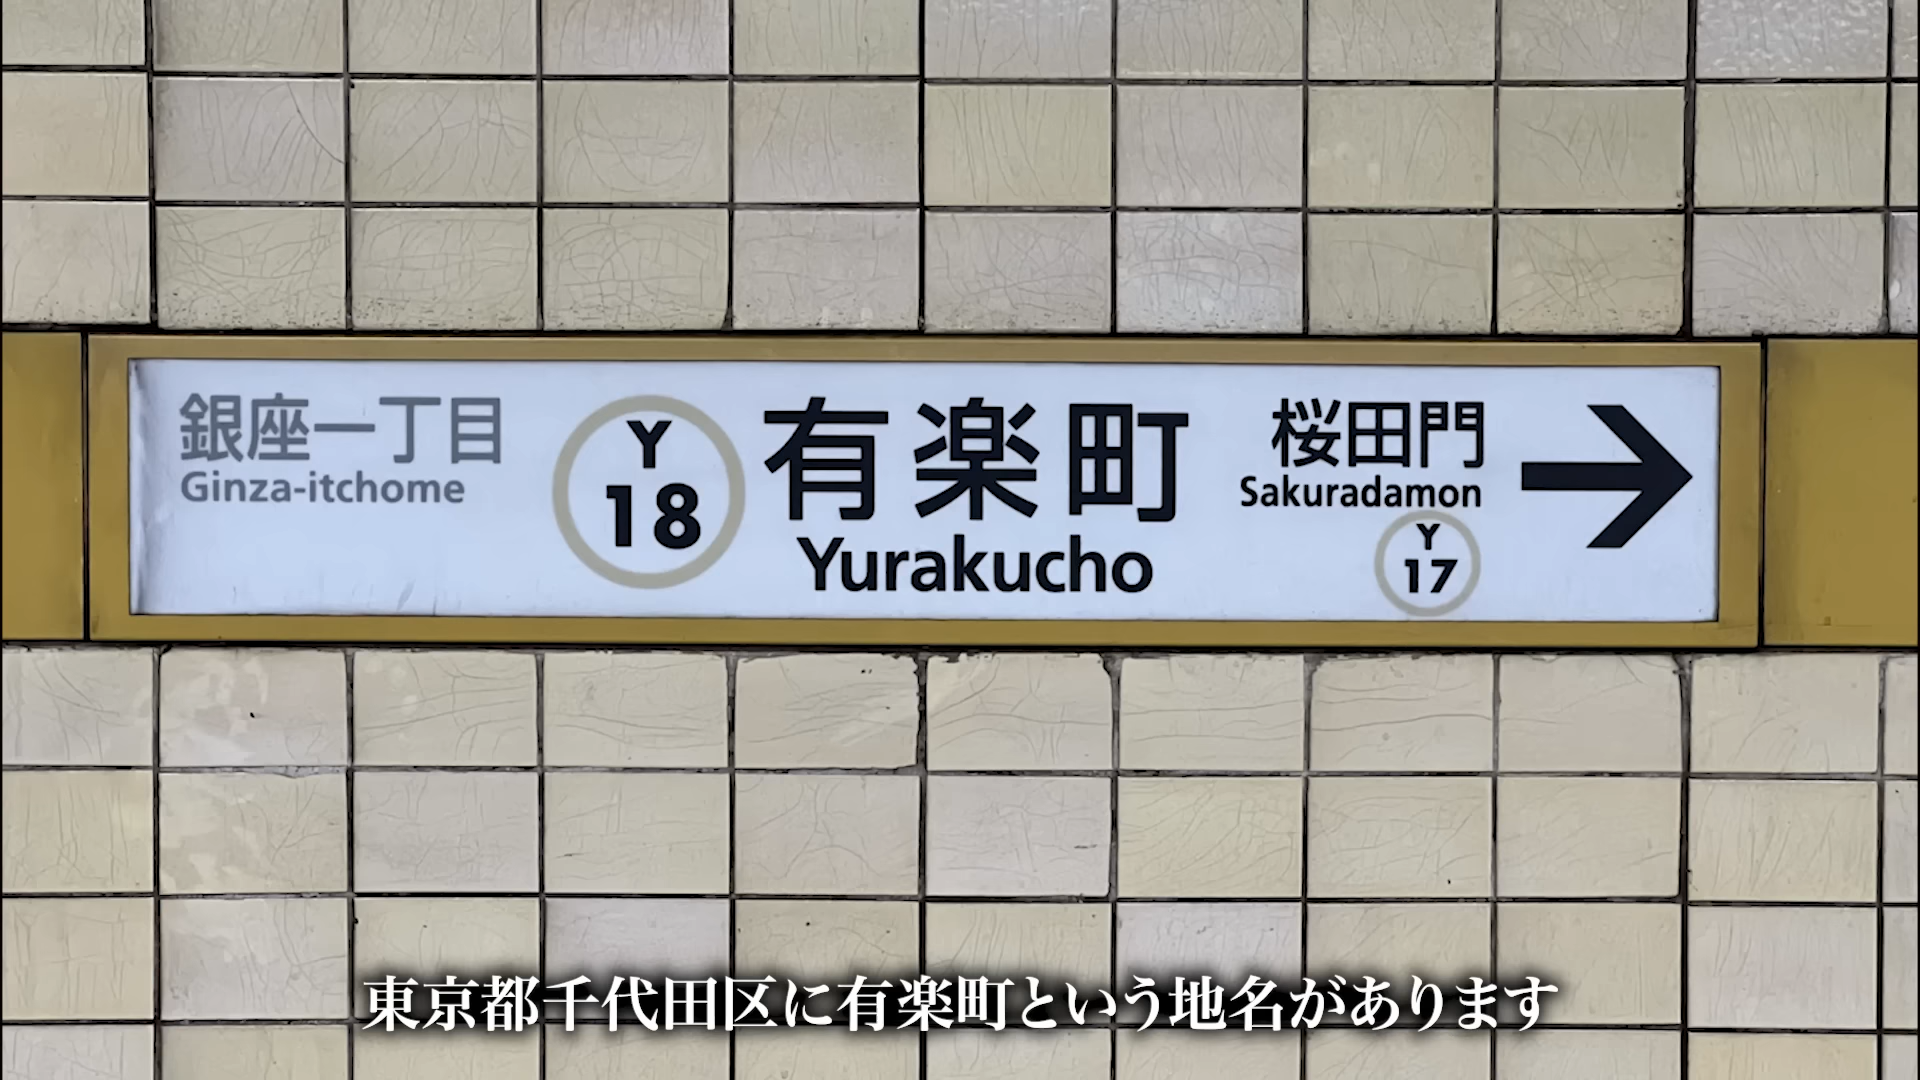 銀座一丁目
Ginza-itchome
Y
18
有楽町
Yurakucho
桜田門
Sakuradamon
Y
17
東京都千代田区に有楽町という地名があります